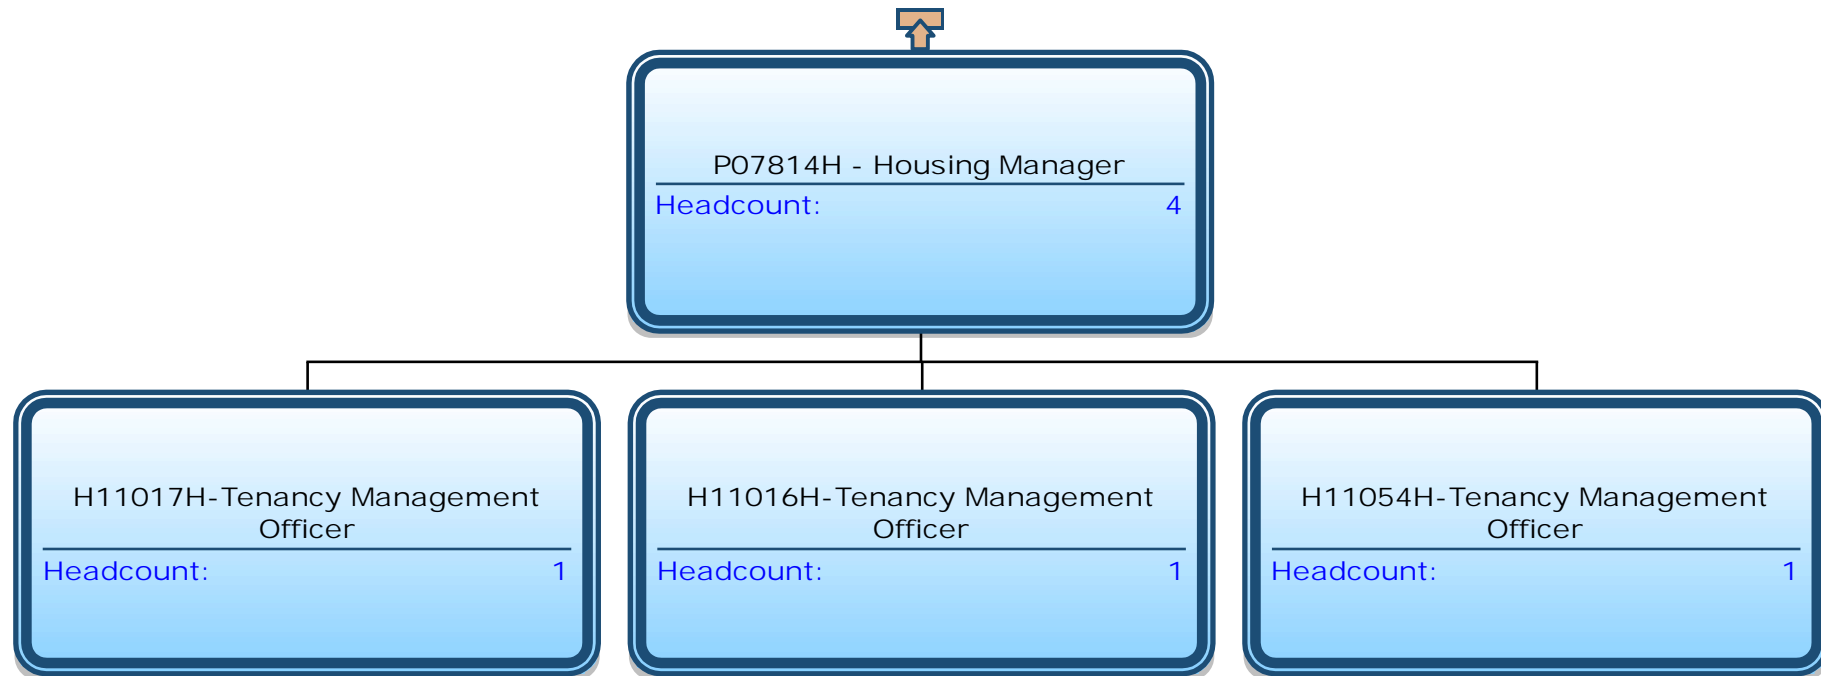 P07814H - Housing Manager
Headcount: 4
H11017H-Tenancy Management
Officer
Headcount: 1
H11016H-Tenancy Management
Officer
Headcount: 1
H11054H-Tenancy Management
Officer
Headcount: 1